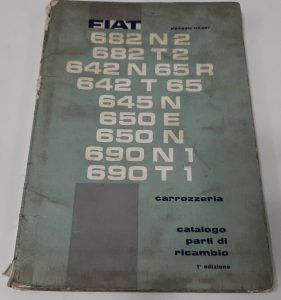 FIAT
682 N 2
682 T 2
642 N 65 R
642 T 65
645 N
650 E
650 N
690 N 1
690 T 1
carrozzeria
catalogo
parti di
ricambio
1ª edizione